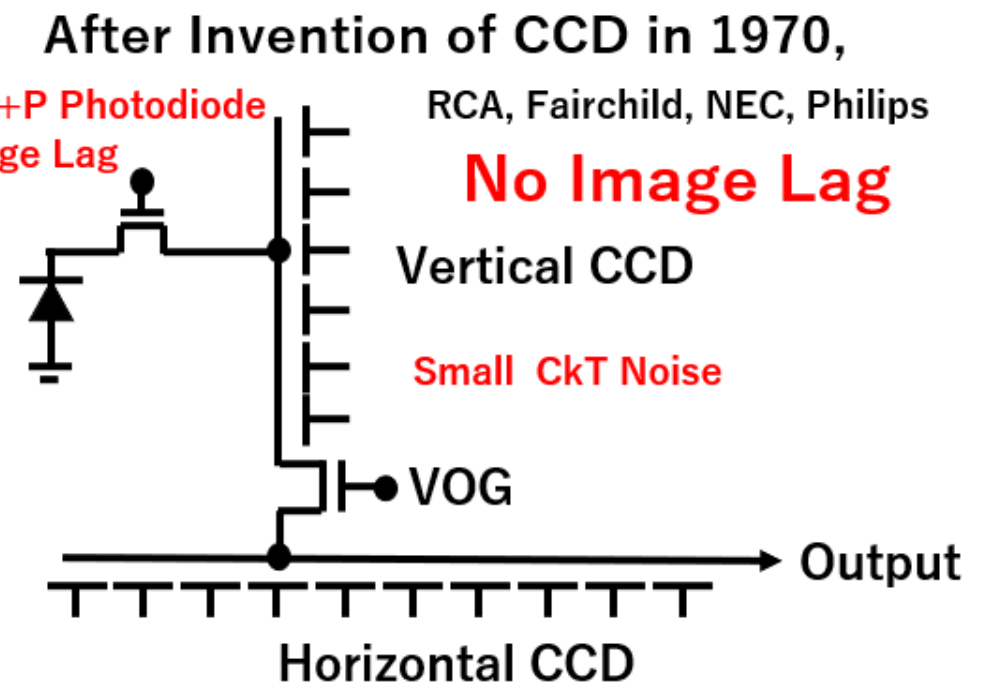 After Invention of CCD in 1970,
+P Photodiode
ge Lag
RCA, Fairchild, NEC, Philips
No Image Lag
Vertical CCD
Small CkT Noise
VOG
Output
Horizontal CCD